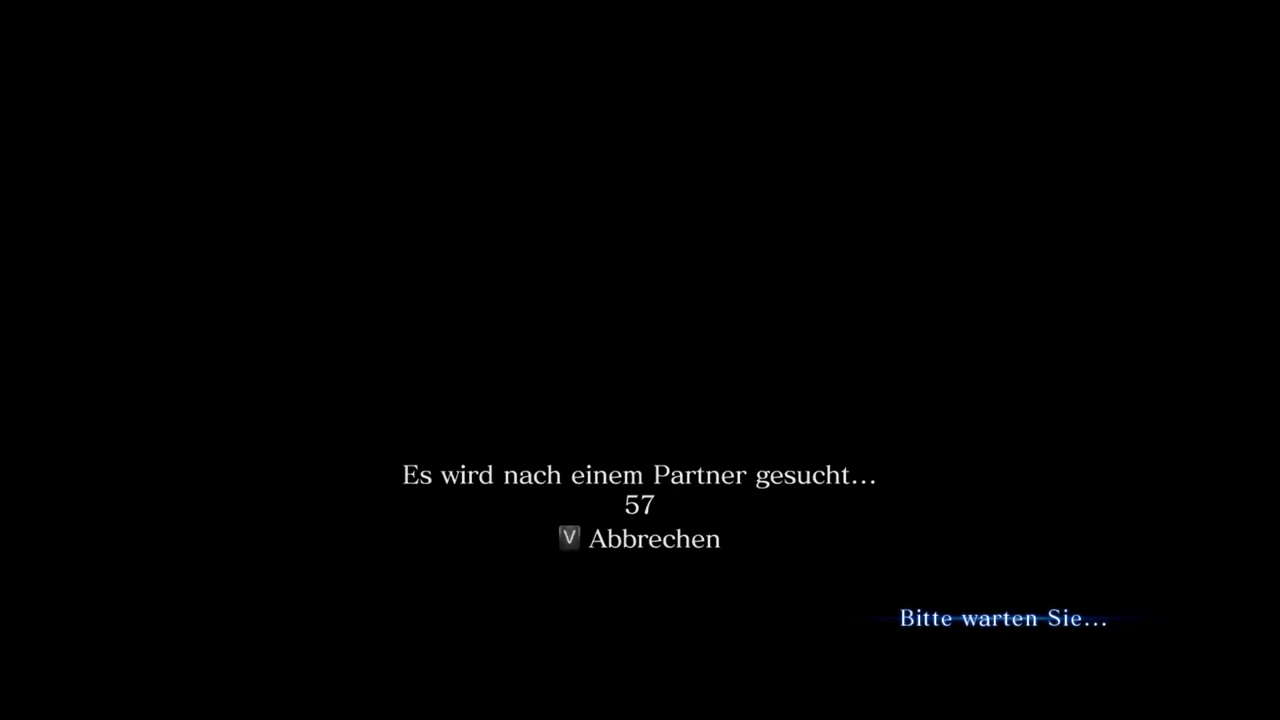 Es wird nach einem Partner gesucht...
57
V Abbrechen
Bitte warten Sie...